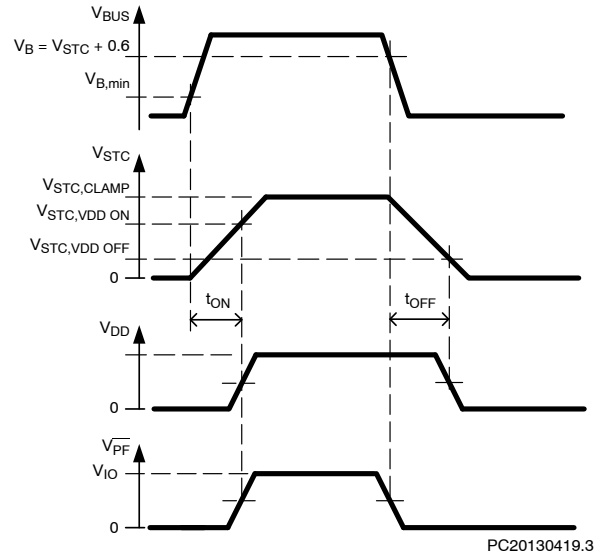 VBUS
VB = VSTC + 0.6
VB,min
VSTC
VSTC,CLAMP
VSTC,VDD ON
VSTC,VDD OFF
0
tON
tOFF
VDD
0
VPF
VIO
0
PC20130419.3